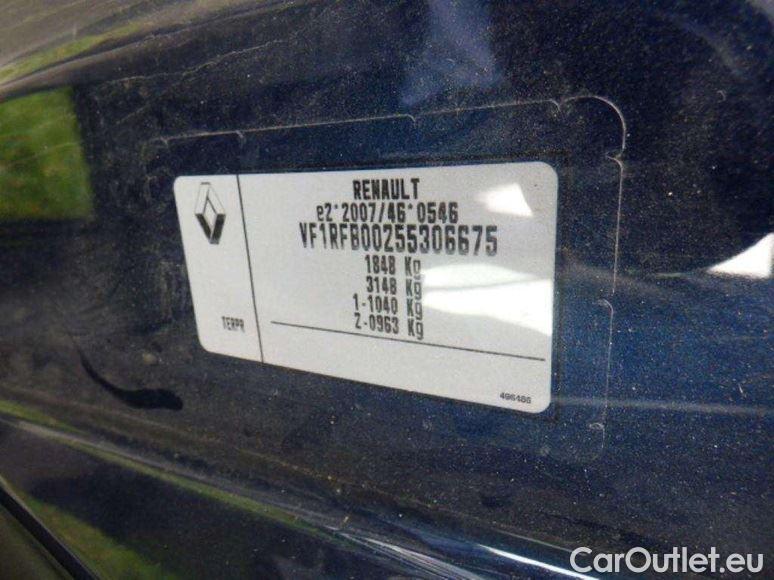 RENAULT
e2*2007/46*0546
VF1RFB00255306675
1848 Kg
3148 Kg
1-1040 Kg
2-0963 Kg
TERPR
496486
CarOutlet.eu